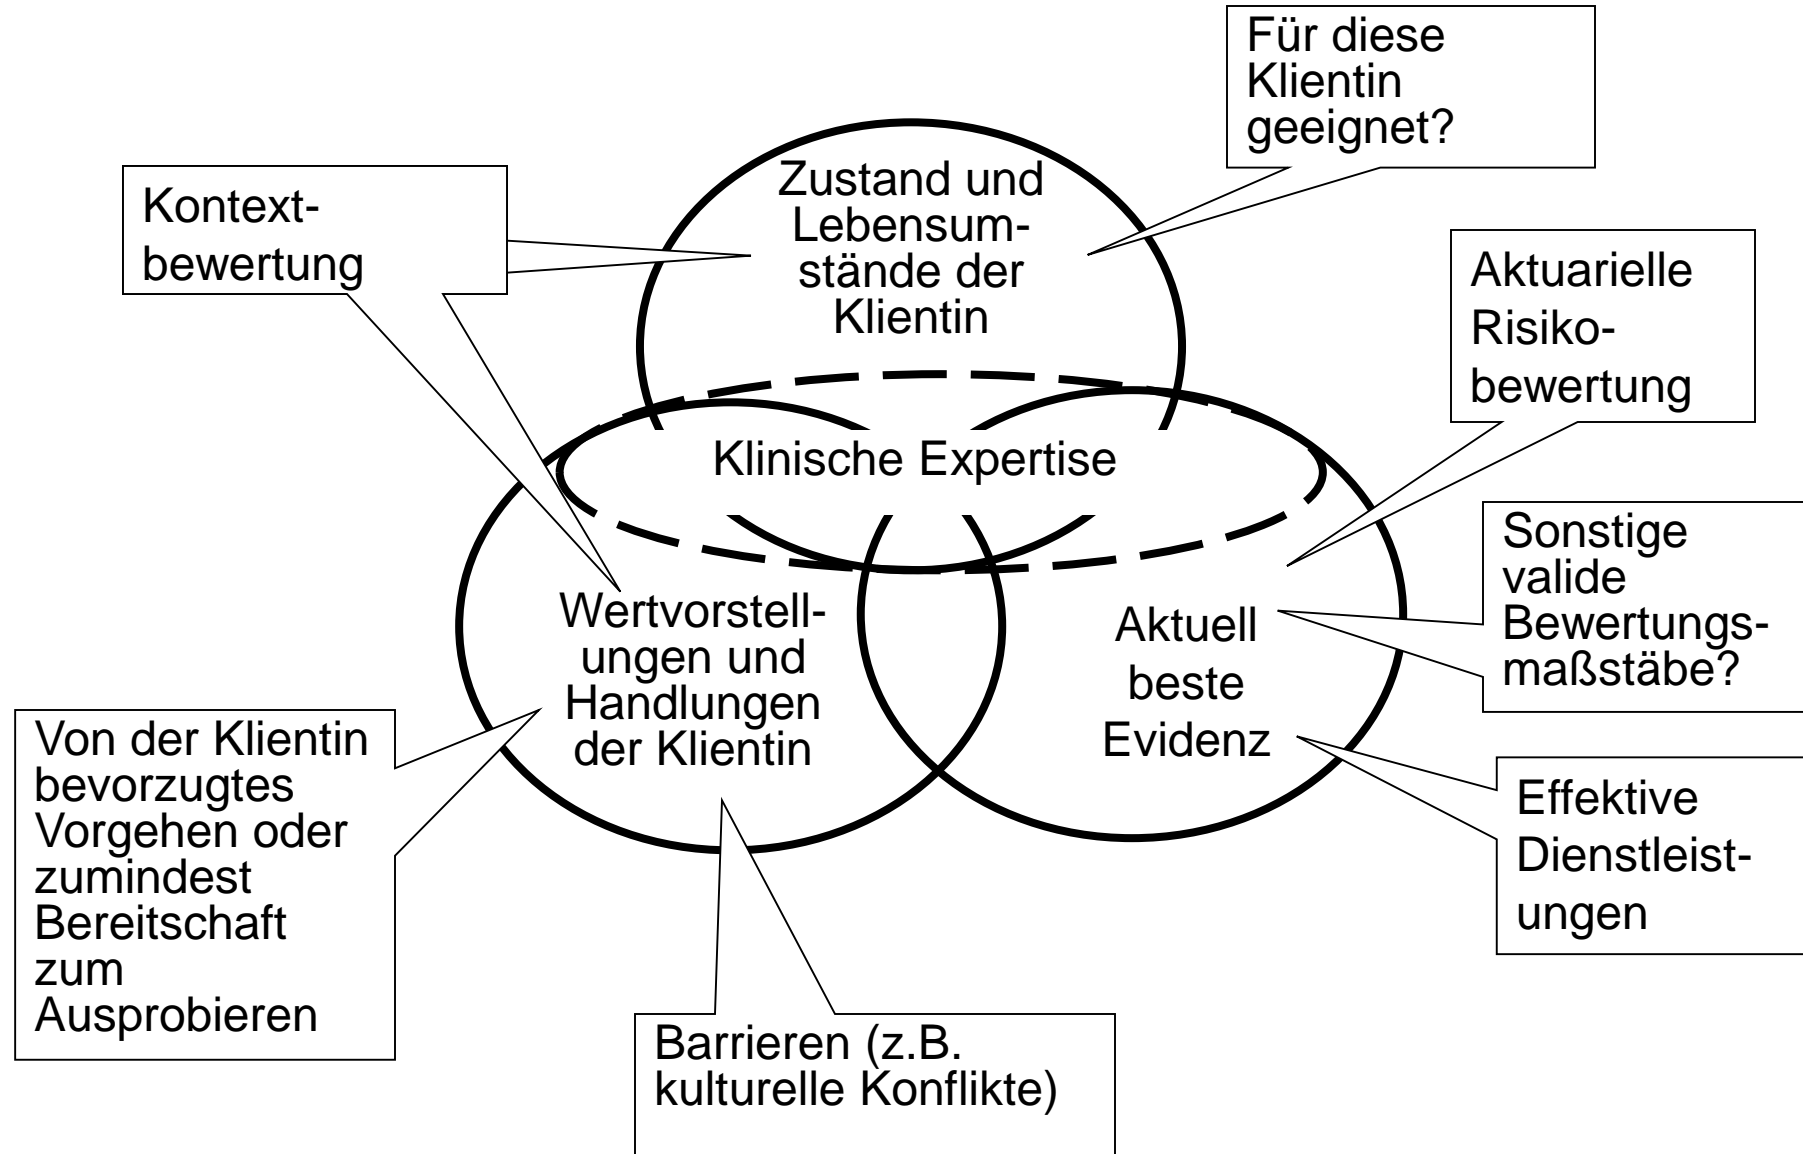 Für diese
Klientin
geeignet?
Zustand und
Lebensum-
stände der
Klientin
Kontext-
bewertung
Aktuarielle
Risiko-
bewertung
Klinische Expertise
Sonstige
valide
Bewertungs-
maßstäbe?
Wertvorstell-
ungen und
Handlungen
der Klientin
Aktuell
beste
Evidenz
Von der Klientin
bevorzugtes
Vorgehen oder
zumindest
Bereitschaft
zum
Ausprobieren
Effektive
Dienstleist-
ungen
Barrieren (z.B.
kulturelle Konflikte)